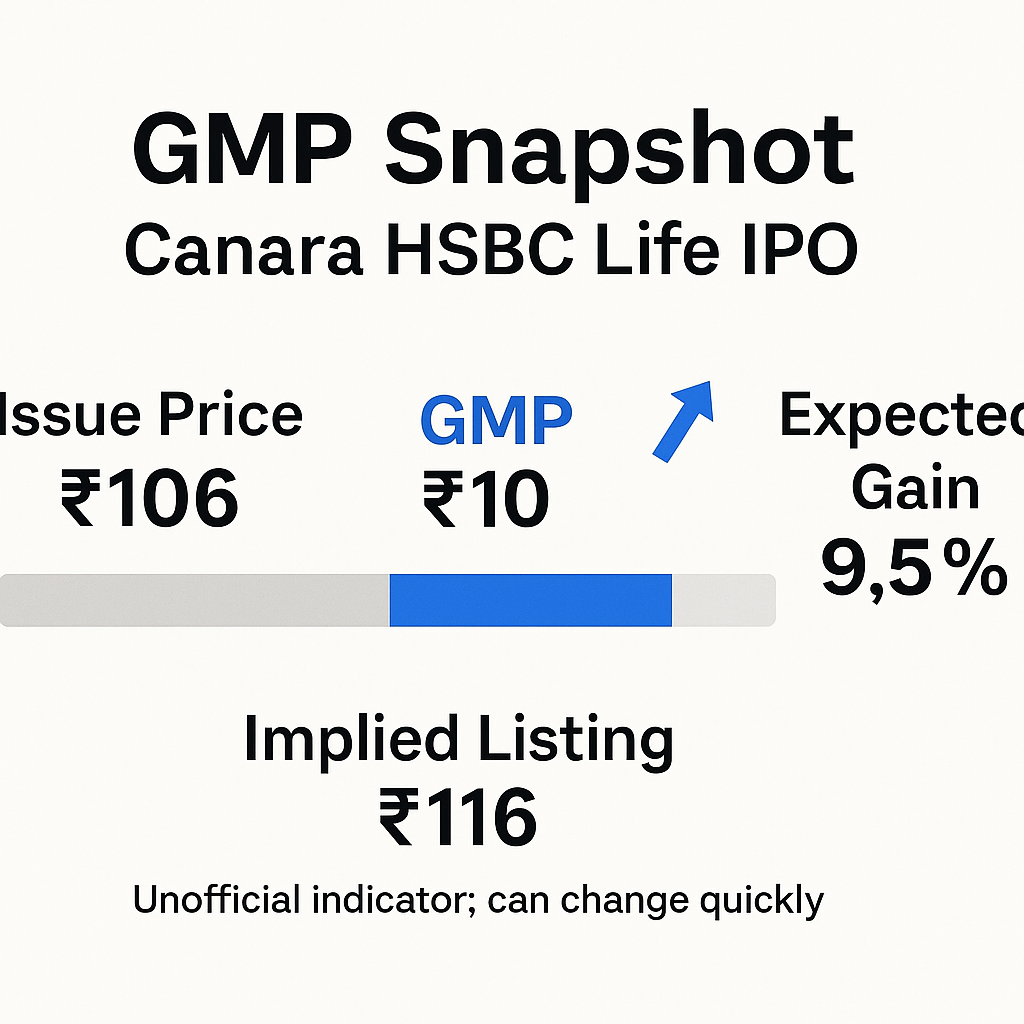 GMP Snapshot
Canara HSBC Life IPO
Issue Price
₹106
GMP
₹10
Expected
Gain
9,5%
Implied Listing
₹116
Unofficial indicator; can change quickly